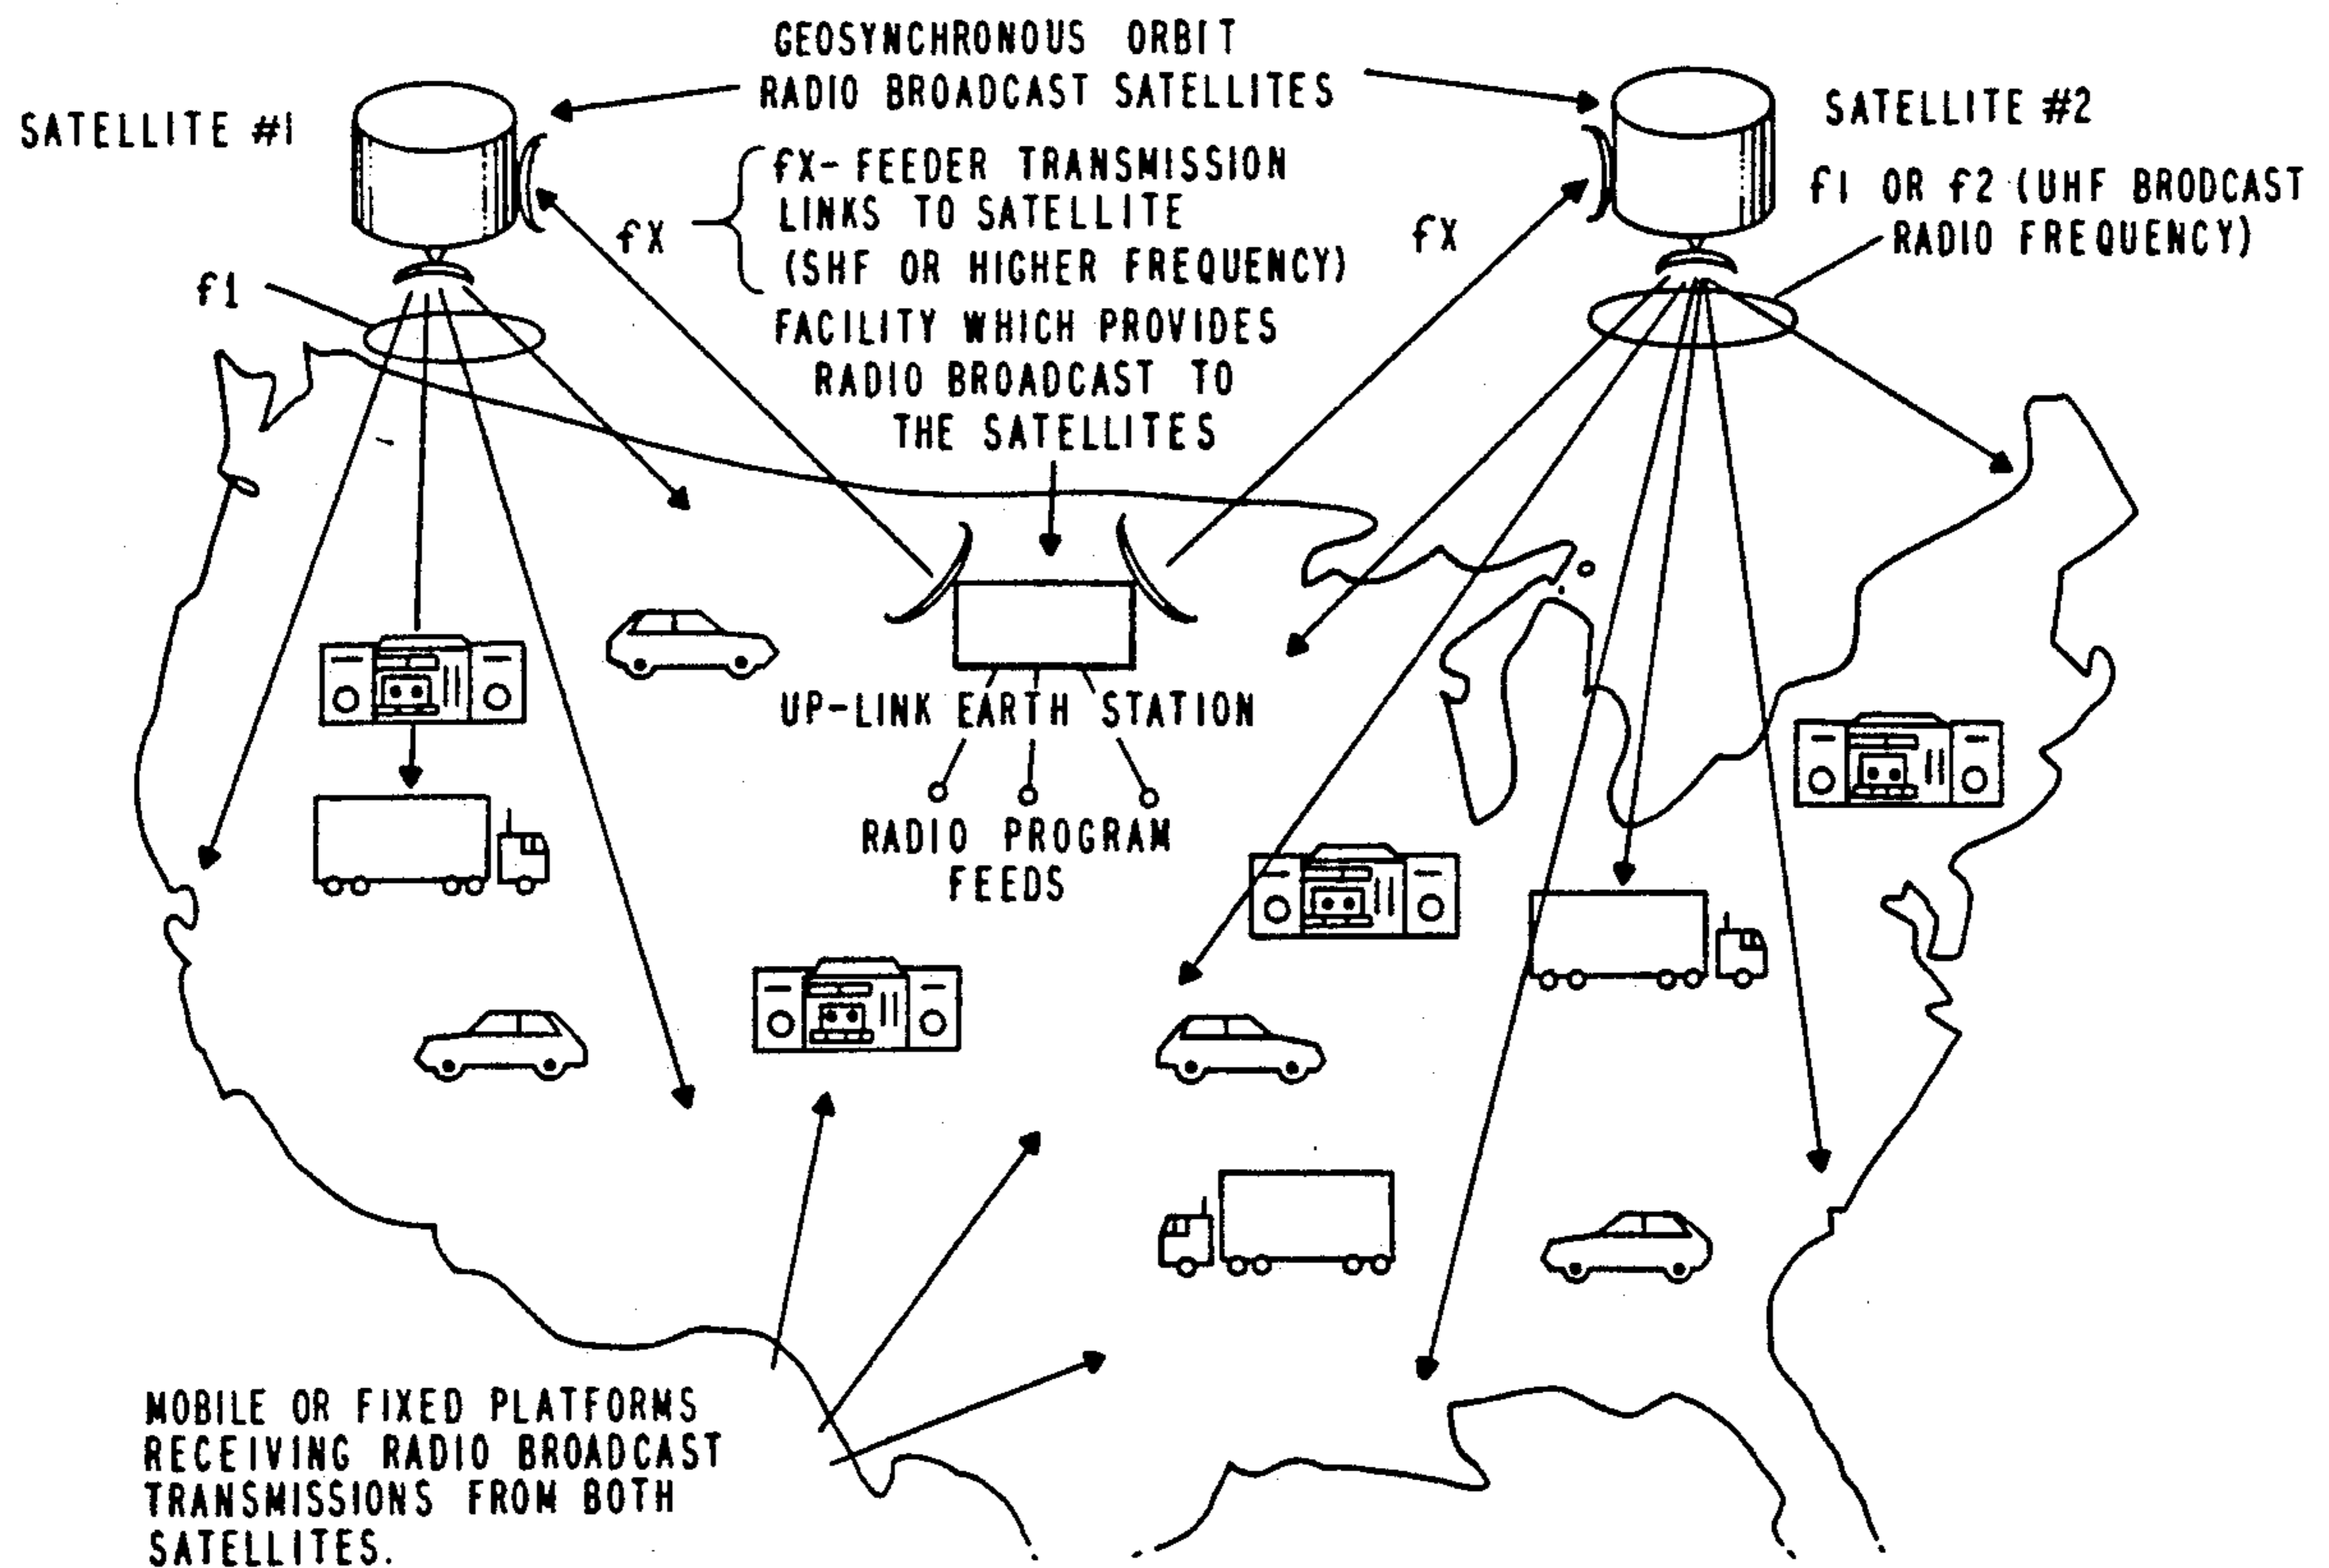 GEOSYNCHRONOUS ORBIT
RADIO BROADCAST SATELLITES
SATELLITE #1
SATELLITE #2
fX
fX- FEEDER TRANSMISSION
LINKS TO SATELLITE
(SHF OR HIGHER FREQUENCY)
fX
f1 OR f2 (UHF BRODCAST
RADIO FREQUENCY)
f1
FACILITY WHICH PROVIDES
RADIO BROADCAST TO
THE SATELLITES
UP-LINK EARTH STATION
RADIO PROGRAM
FEEDS
MOBILE OR FIXED PLATFORMS
RECEIVING RADIO BROADCAST
TRANSMISSIONS FROM BOTH
SATELLITES.